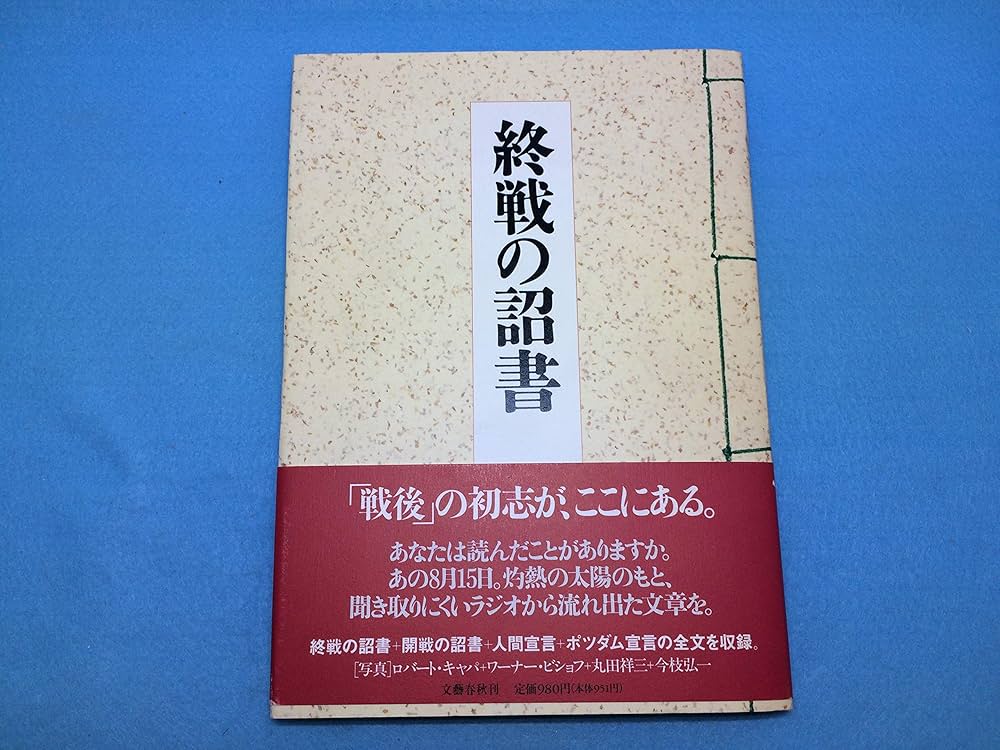 終戦の詔書
「戦後」の初志が、ここにある。
あなたは読んだことがありますか。
あの8月15日。灼熱の太陽のもと、
聞き取りにくいラジオから流れ出た文章を。
終戦の詔書+開戦の詔書+人間宣言+ポツダム宣言の全文を収録。
[写真]ロバート・キャパ+ワーナー・ビショフ+丸田祥三+今枝弘一
文藝春秋刊 定価980円(本体951円)